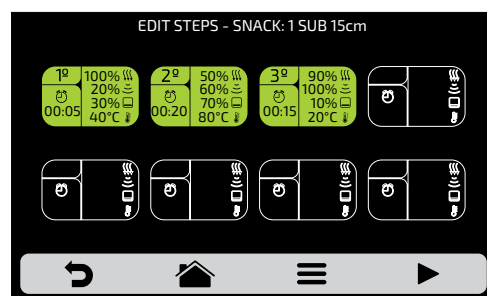 EDIT STEPS - SNACK: 1 SUB 15cm
1º 100%
20%
30%
00:05 40°C
2º 50%
60%
70%
00:20 80°C
3º 90%
100%
10%
00:15 20°C